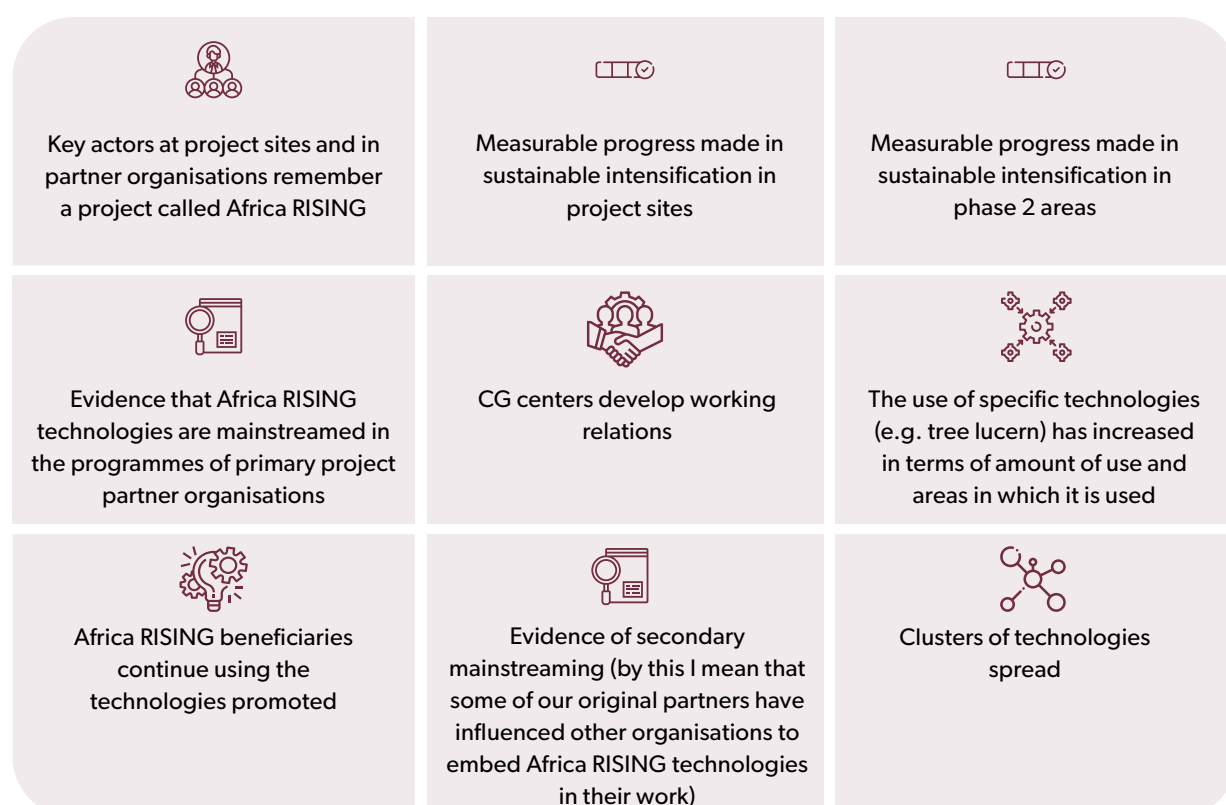 Key actors at project sites and in
partner organisations remember
a project called Africa RISING
Measurable progress made in
sustainable intensification in
project sites
Measurable progress made in
sustainable intensification in
phase 2 areas
Evidence that Africa RISING
technologies are mainstreamed in
the programmes of primary project
partner organisations
CG centers develop working
relations
The use of specific technologies
(e.g. tree lucern) has increased
in terms of amount of use and
areas in which it is used
Africa RISING beneficiaries
continue using the
technologies promoted
Evidence of secondary
mainstreaming (by this I mean that
some of our original partners have
influenced other organisations to
embed Africa RISING technologies
in their work)
Clusters of technologies
spread